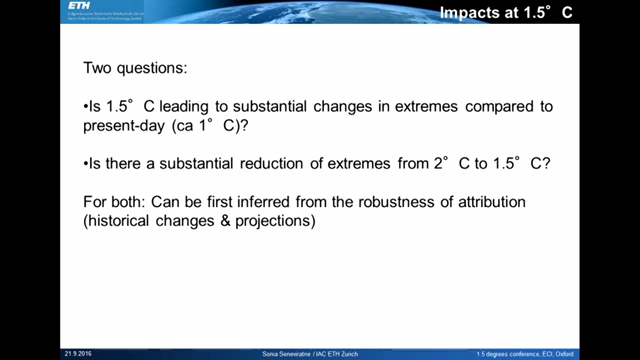 ETH
Impacts at 1.5° C
Two questions:
•Is 1.5° C leading to substantial changes in extremes compared to
present-day (ca 1° C)?
•Is there a substantial reduction of extremes from 2° C to 1.5° C?
For both: Can be first inferred from the robustness of attribution
(historical changes & projections)
21.9 2016
Sonia Seneviratne / IAC ETH Zurich
1.5 degrees conference, ECI, Oxford